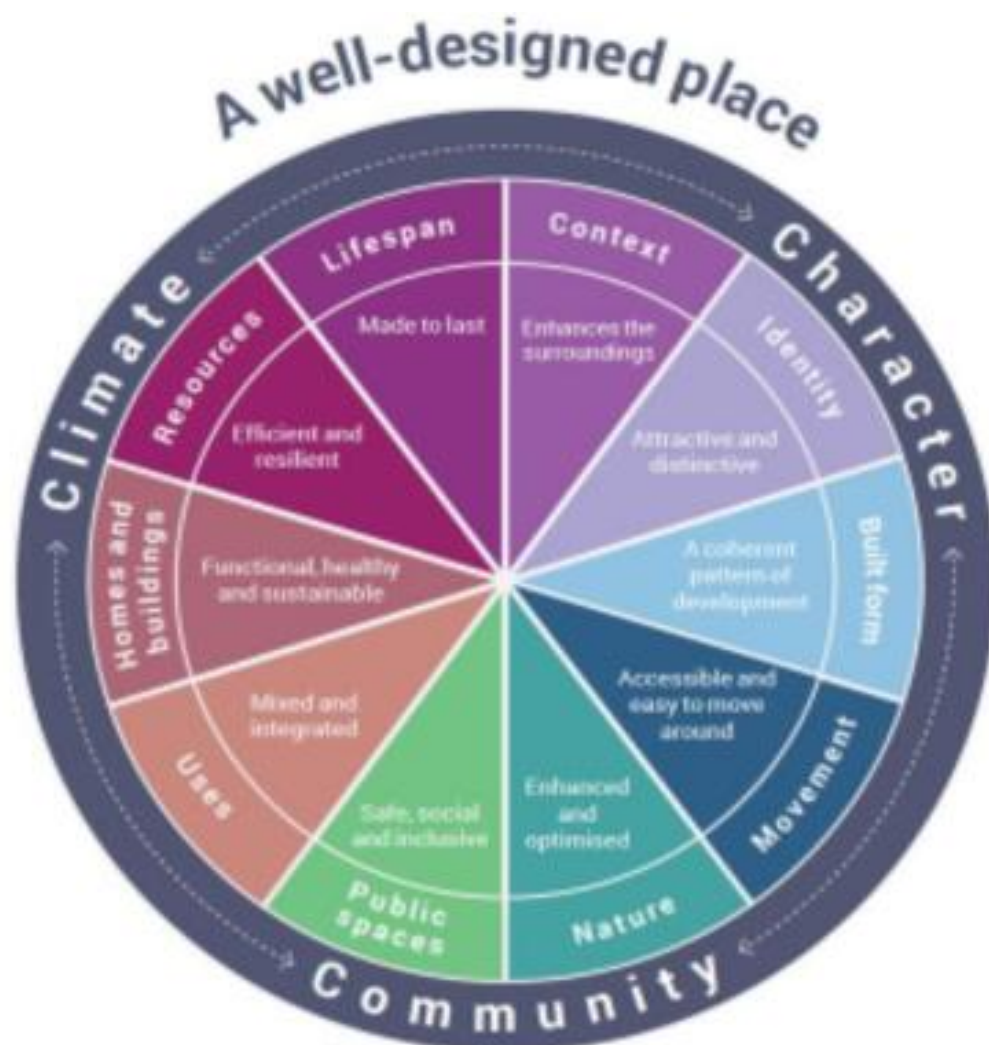 A well-designed place
Climate
Character
Community
Context
Enhances the
surroundings
Identity
Attractive and
distinctive
Built form
A coherent
pattern of
development
Movement
Accessible and
easy to move
around
Nature
Enhanced
and
optimised
Public
spaces
Safe, social
and inclusive
Uses
Mixed and
integrated
Homes and
buildings
Functional, healthy
and sustainable
Resources
Efficient and
resilient
Lifespan
Made to last